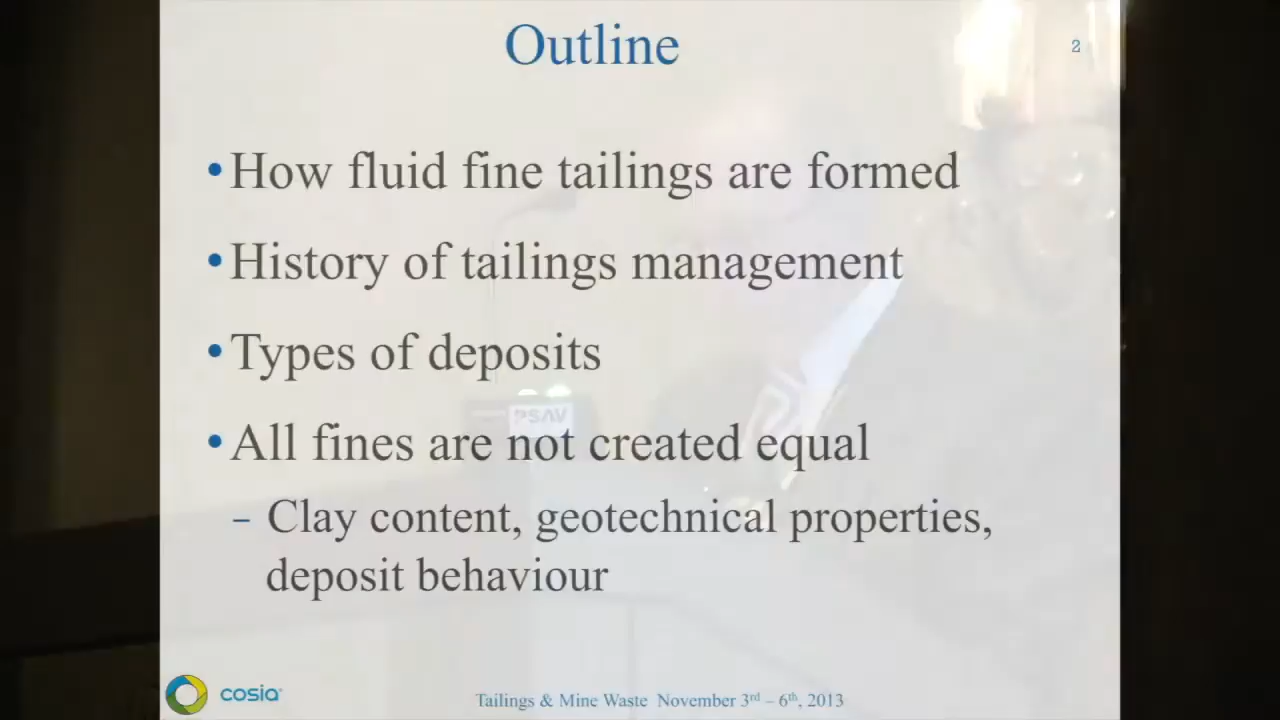 Outline
2
•How fluid fine tailings are formed
•History of tailings management
•Types of deposits
•All fines are not created equal
– Clay content, geotechnical properties,
deposit behaviour
PSAV
cosia
Tailings & Mine Waste November 3rd – 6th, 2013